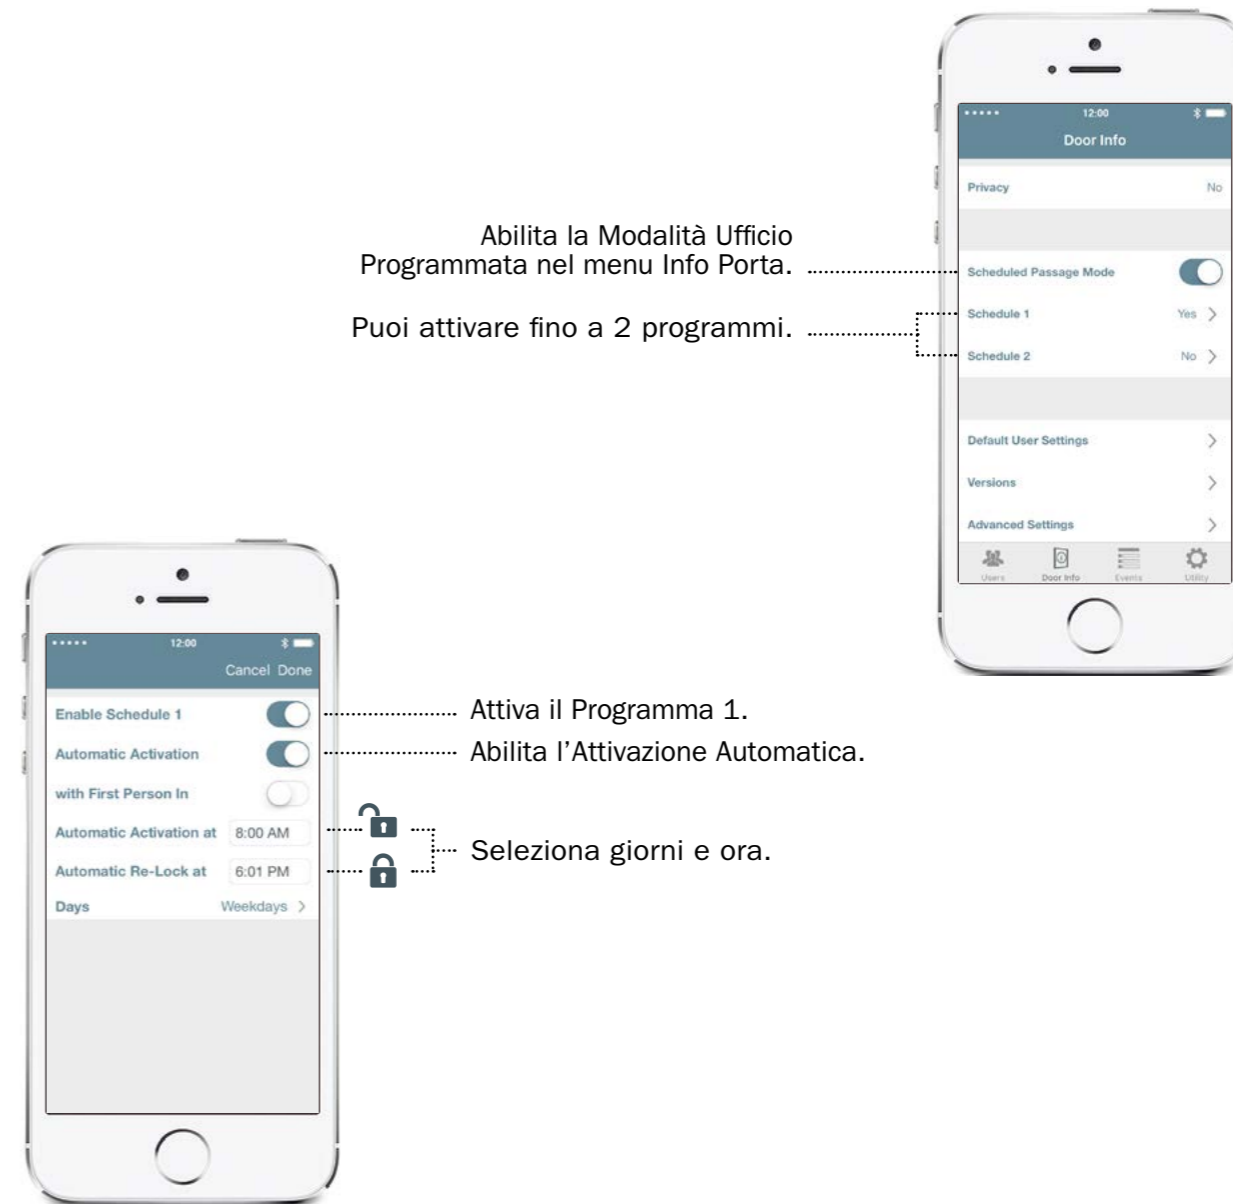 12:00
Door Info
Privacy No
Abilita la Modalità Ufficio
Programmata nel menu Info Porta.
Scheduled Passage Mode
Puoi attivare fino a 2 programmi.
Schedule 1 Yes
Schedule 2 No
Default User Settings
Versions
Advanced Settings
Users Door Info Events Utility
12:00
Cancel Done
Enable Schedule 1
Attiva il Programma 1.
Automatic Activation
Abilita l’Attivazione Automatica.
with First Person In
Automatic Activation at 8:00 AM
Seleziona giorni e ora.
Automatic Re-Lock at 6:01 PM
Days Weekdays